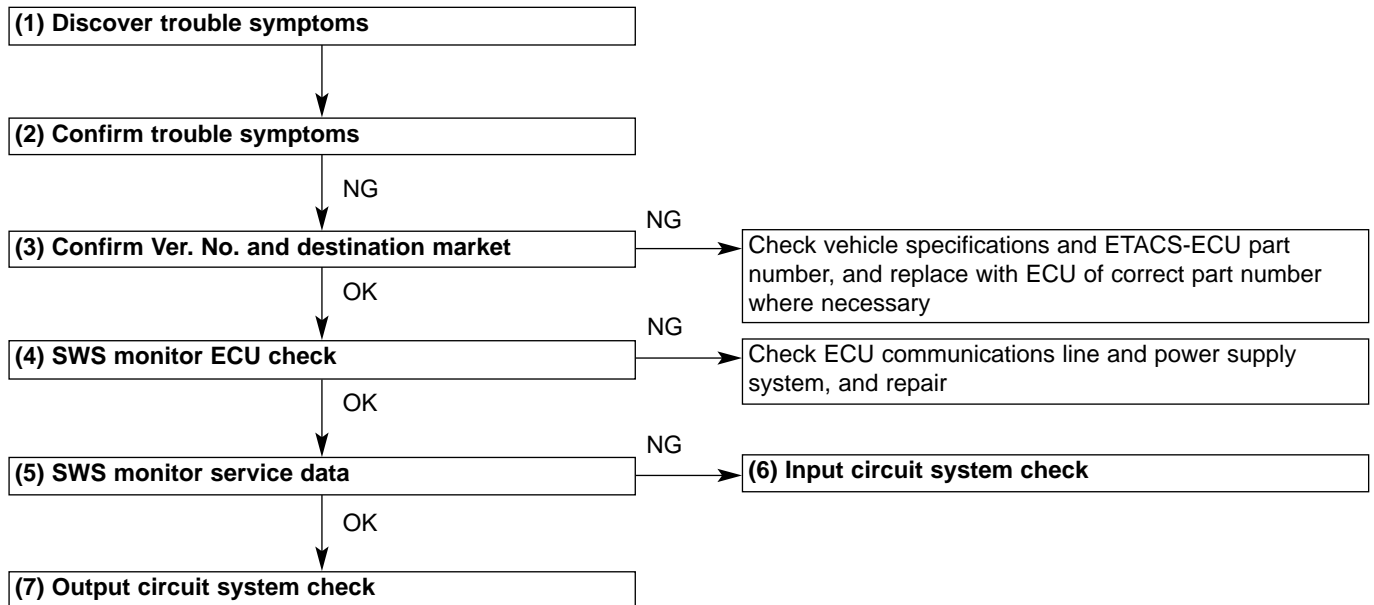 (1) Discover trouble symptoms
(2) Confirm trouble symptoms
NG
(3) Confirm Ver. No. and destination market
NG
Check vehicle specifications and ETACS-ECU part
number, and replace with ECU of correct part number
where necessary
OK
(4) SWS monitor ECU check
NG
Check ECU communications line and power supply
system, and repair
OK
(5) SWS monitor service data
NG
(6) Input circuit system check
OK
(7) Output circuit system check